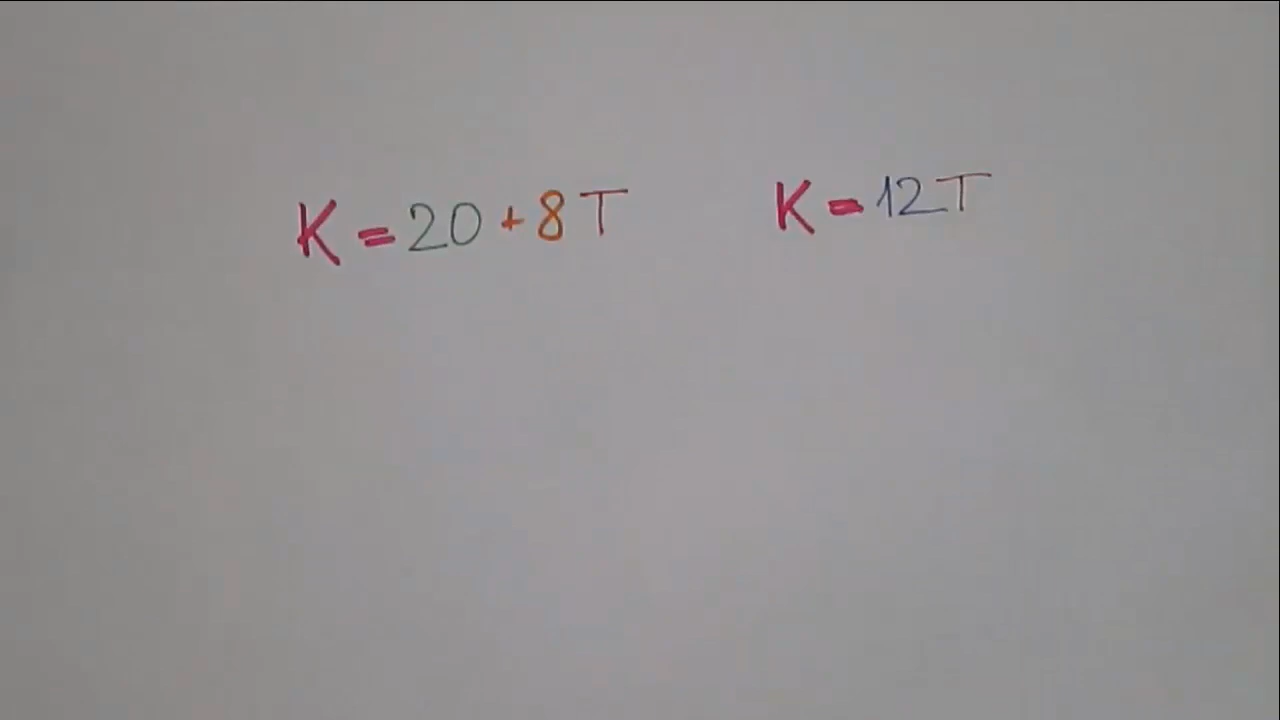 K = 20 + 8T
K = 12T